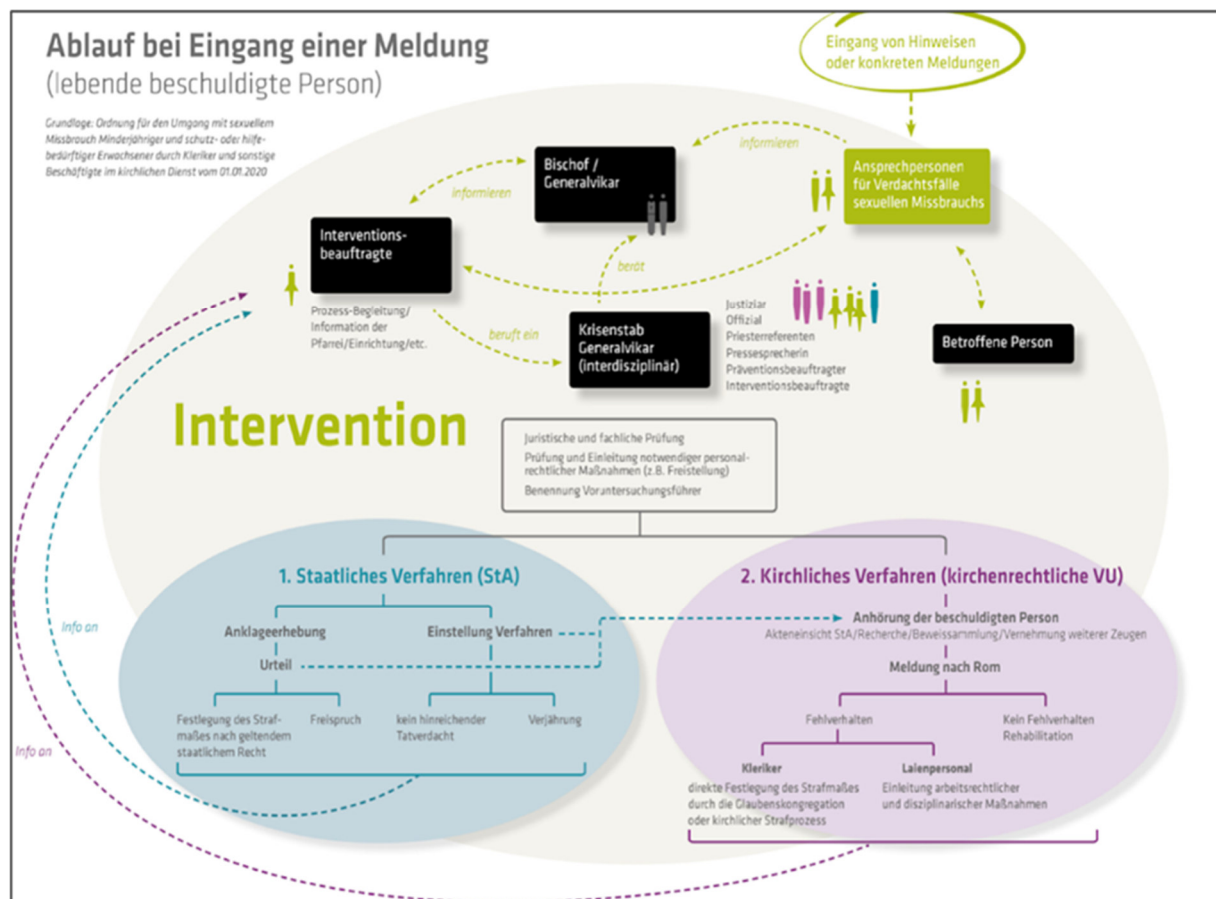 Ablauf bei Eingang einer Meldung
(lebende beschuldigte Person)
Grundlage: Ordnung für den Umgang mit sexuellem
Missbrauch Minderjähriger und schutz- oder hilfe-
bedürftiger Erwachsener durch Kleriker und sonstige
Beschäftigte im kirchlichen Dienst vom 01.01.2020
Eingang von Hinweisen
oder konkreten Meldungen
informieren
Bischof /
Generalvikar
Ansprechpersonen
für Verdachtsfälle
sexuellen Missbrauchs
informieren
Interventions-
beauftragte
berät
Prozess-Begleitung/
Information der
Pfarrei/Einrichtung/etc.
beruft ein
Krisenstab
Generalvikar
(interdisziplinär)
Justiziar
Offizial
Priesterreferenten
Pressesprecherin
Präventionsbeauftragter
Interventionsbeauftragte
Betroffene Person
Intervention
Juristische und fachliche Prüfung
Prüfung und Einleitung notwendiger personal-
rechtlicher Maßnahmen (z.B. Freistellung)
Benennung Voruntersuchungsführer
1. Staatliches Verfahren (StA)
Anklageerhebung
Einstellung Verfahren
Urteil
Festlegung des Straf-
maßes nach geltendem
staatlichem Recht
Freispruch
kein hinreichender
Tatverdacht
Verjährung
Info an
Info an
2. Kirchliches Verfahren (kirchenrechtliche VU)
Anhörung der beschuldigten Person
Akteneinsicht StA/Recherche/Beweissammlung/Vernehmung weiterer Zeugen
Meldung nach Rom
Fehlverhalten
Kein Fehlverhalten
Rehabilitation
Kleriker
direkte Festlegung des Strafmaßes
durch die Glaubenskongregation
oder kirchlicher Strafprozess
Laienpersonal
Einleitung arbeitsrechtlicher
und disziplinarischer Maßnahmen